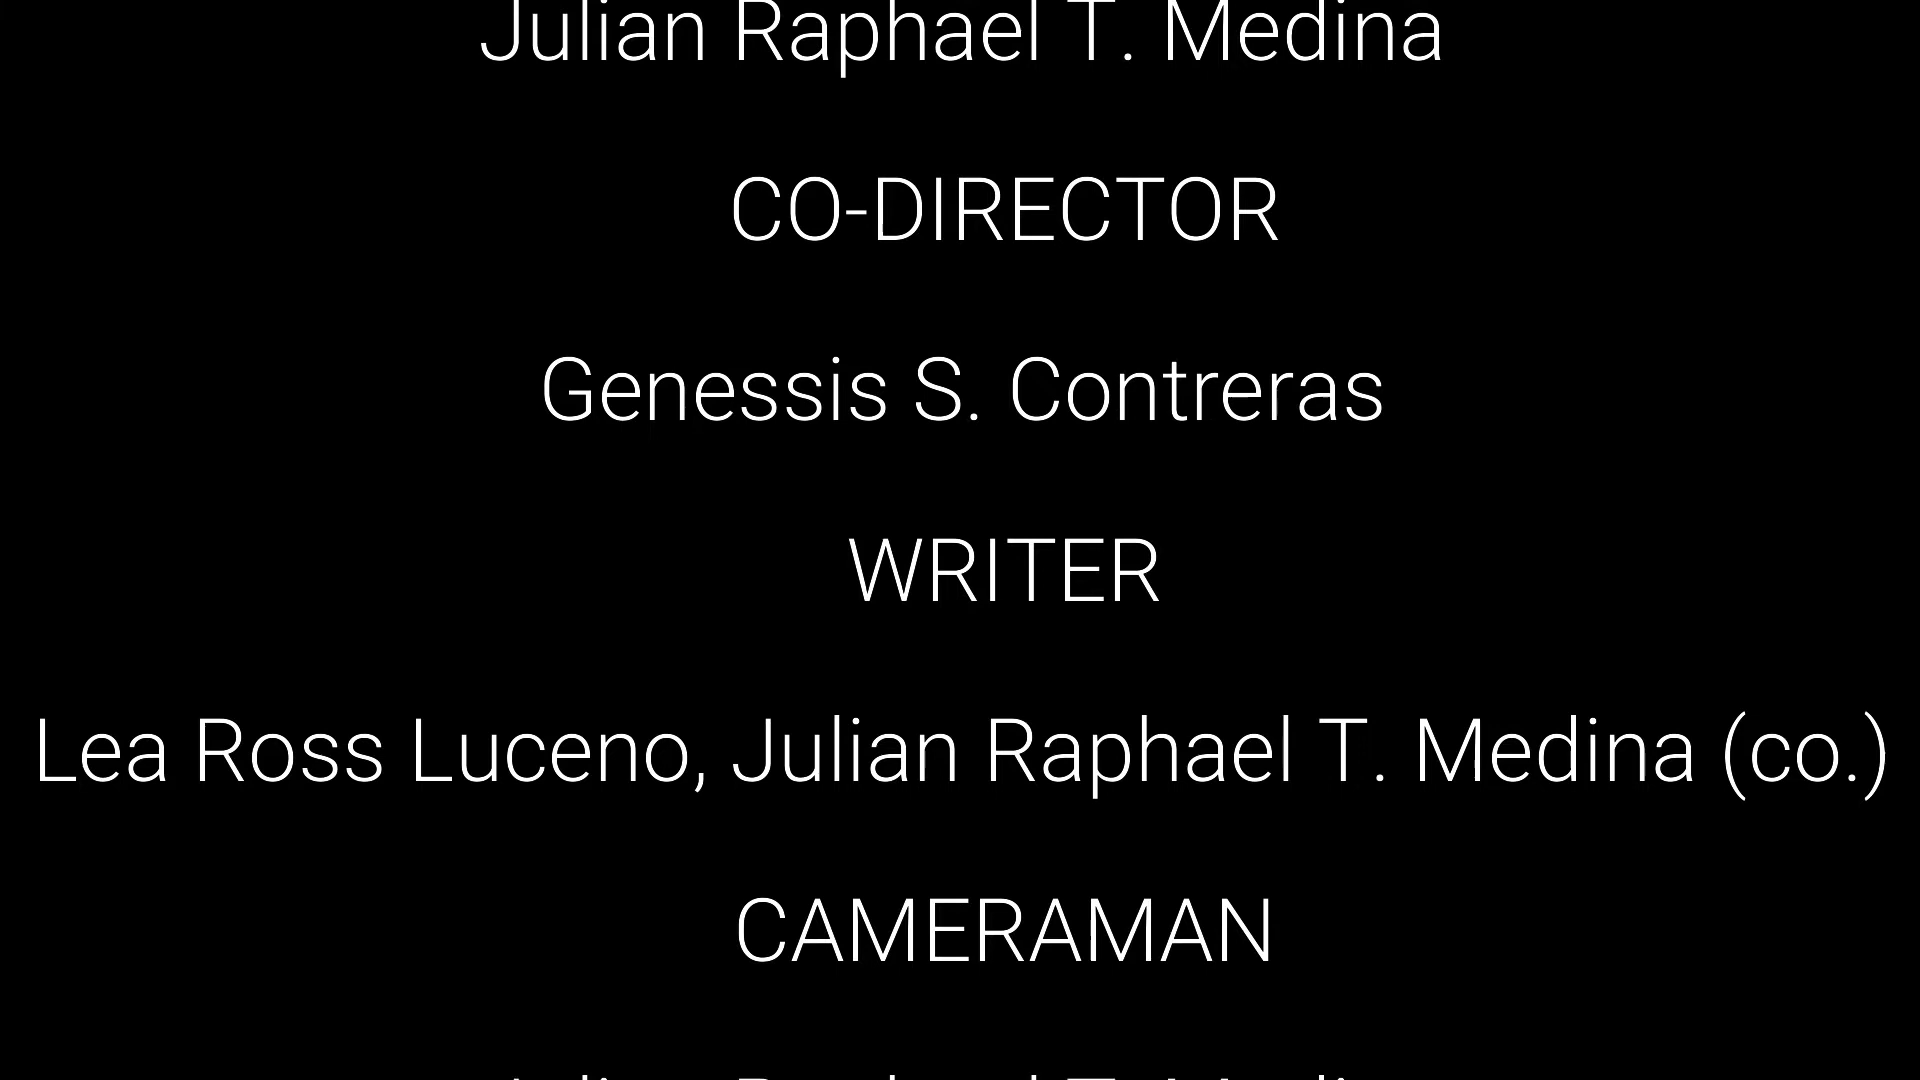 Julian Raphael T. Medina
CO-DIRECTOR
Genessis S. Contreras
WRITER
Lea Ross Luceno, Julian Raphael T. Medina (co.)
CAMERAMAN